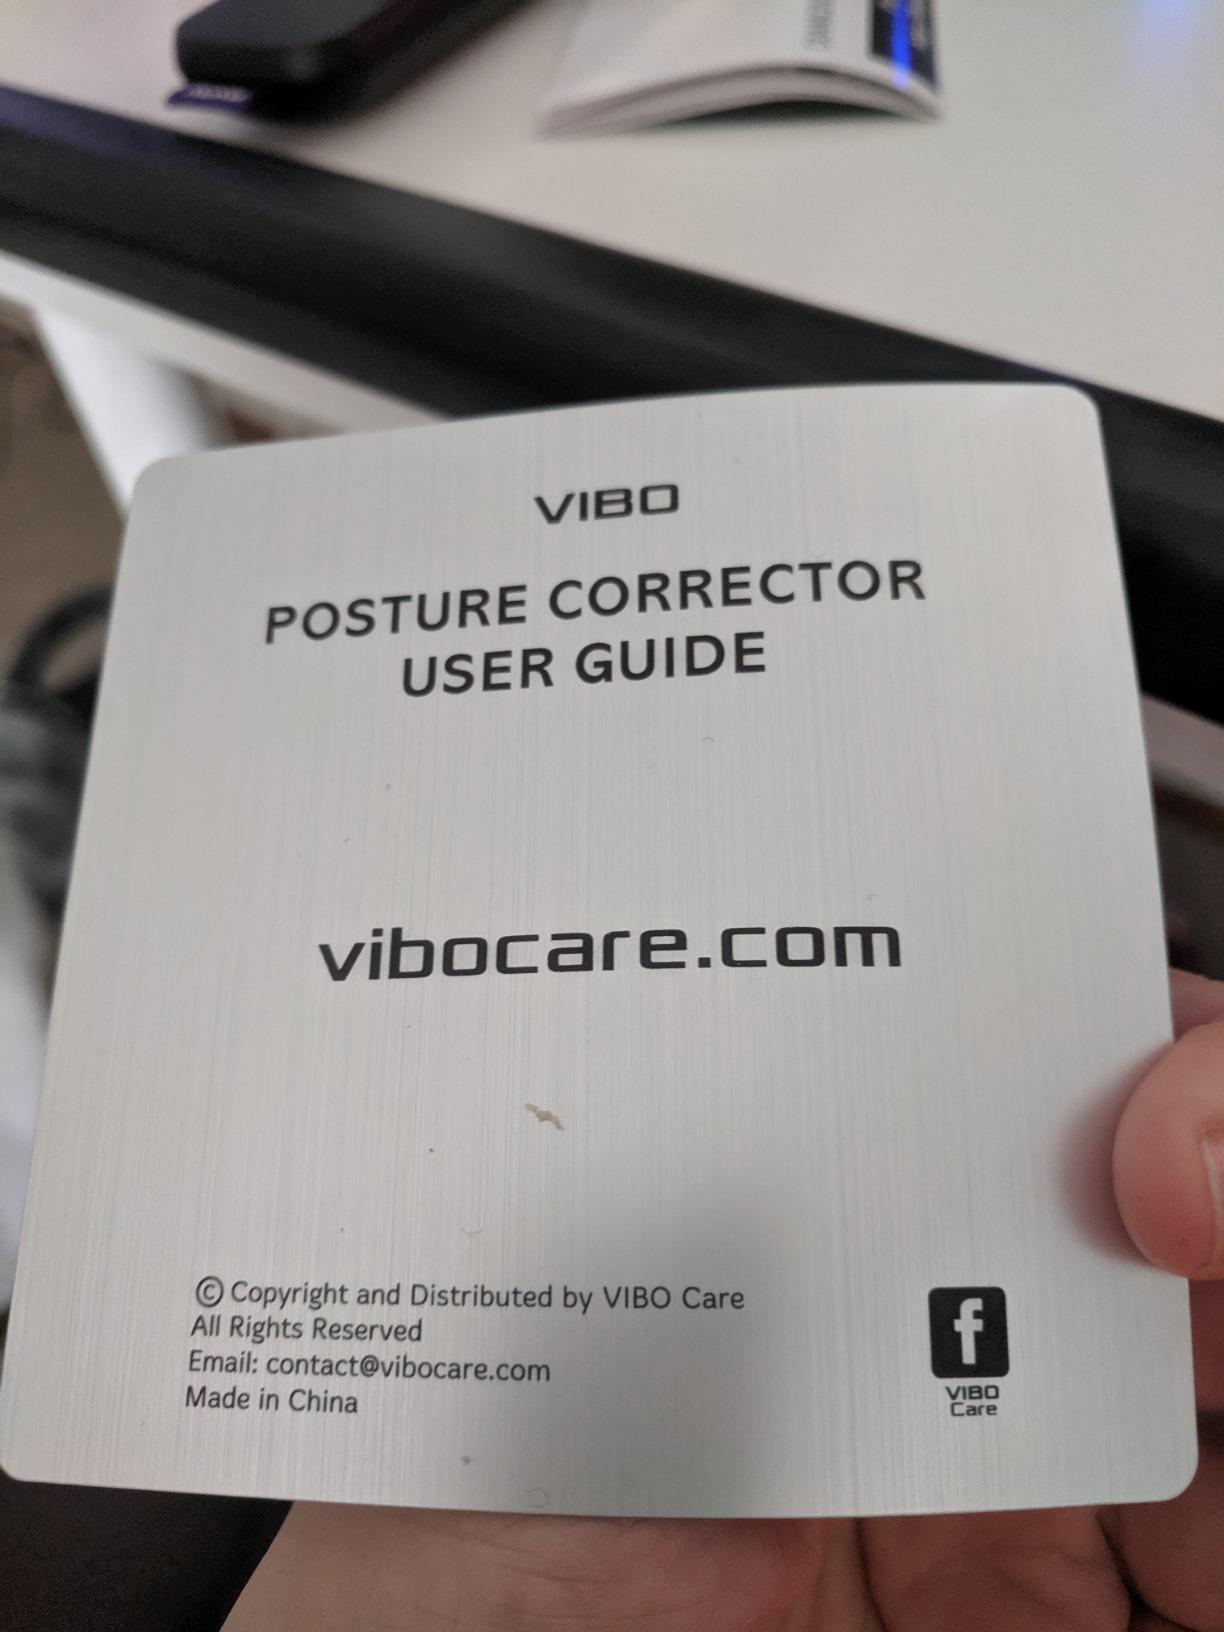 VIBO
POSTURE CORRECTOR
USER GUIDE
vibocare.com
© Copyright and Distributed by VIBO Care
All Rights Reserved
Email: contact@vibocare.com
Made in China
f
VIBO
Care